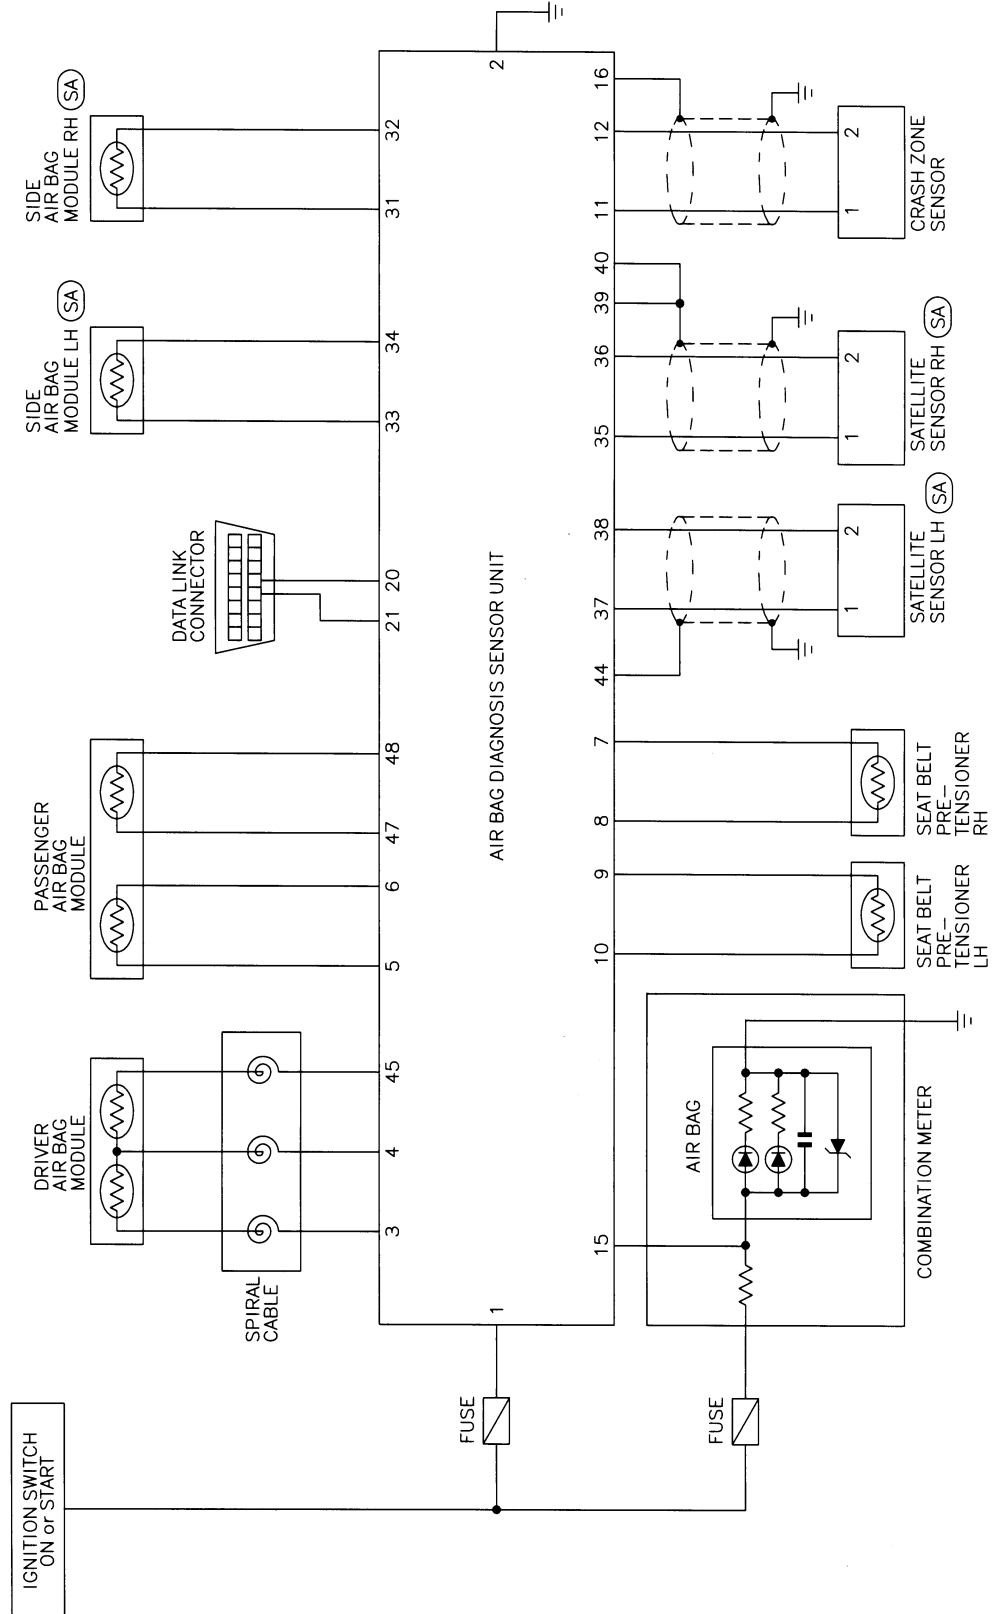 IGNITION SWITCH
ON or START
FUSE
FUSE
DRIVER
AIR BAG
MODULE
SPIRAL
CABLE
3
4
45
PASSENGER
AIR BAG
MODULE
5
6
47
48
DATA LINK
CONNECTOR
21
20
SIDE
AIR BAG
MODULE LH
SA
33
34
SIDE
AIR BAG
MODULE RH
SA
31
32
1
AIR BAG DIAGNOSIS SENSOR UNIT
2
15
10
9
8
7
44
37
38
35
36
39
40
11
12
16
AIR BAG
COMBINATION METER
SEAT BELT
PRE-
TENSIONER
LH
SEAT BELT
PRE-
TENSIONER
RH
1
2
SATELLITE
SENSOR LH
SA
1
2
SATELLITE
SENSOR RH
SA
1
2
CRASH ZONE
SENSOR